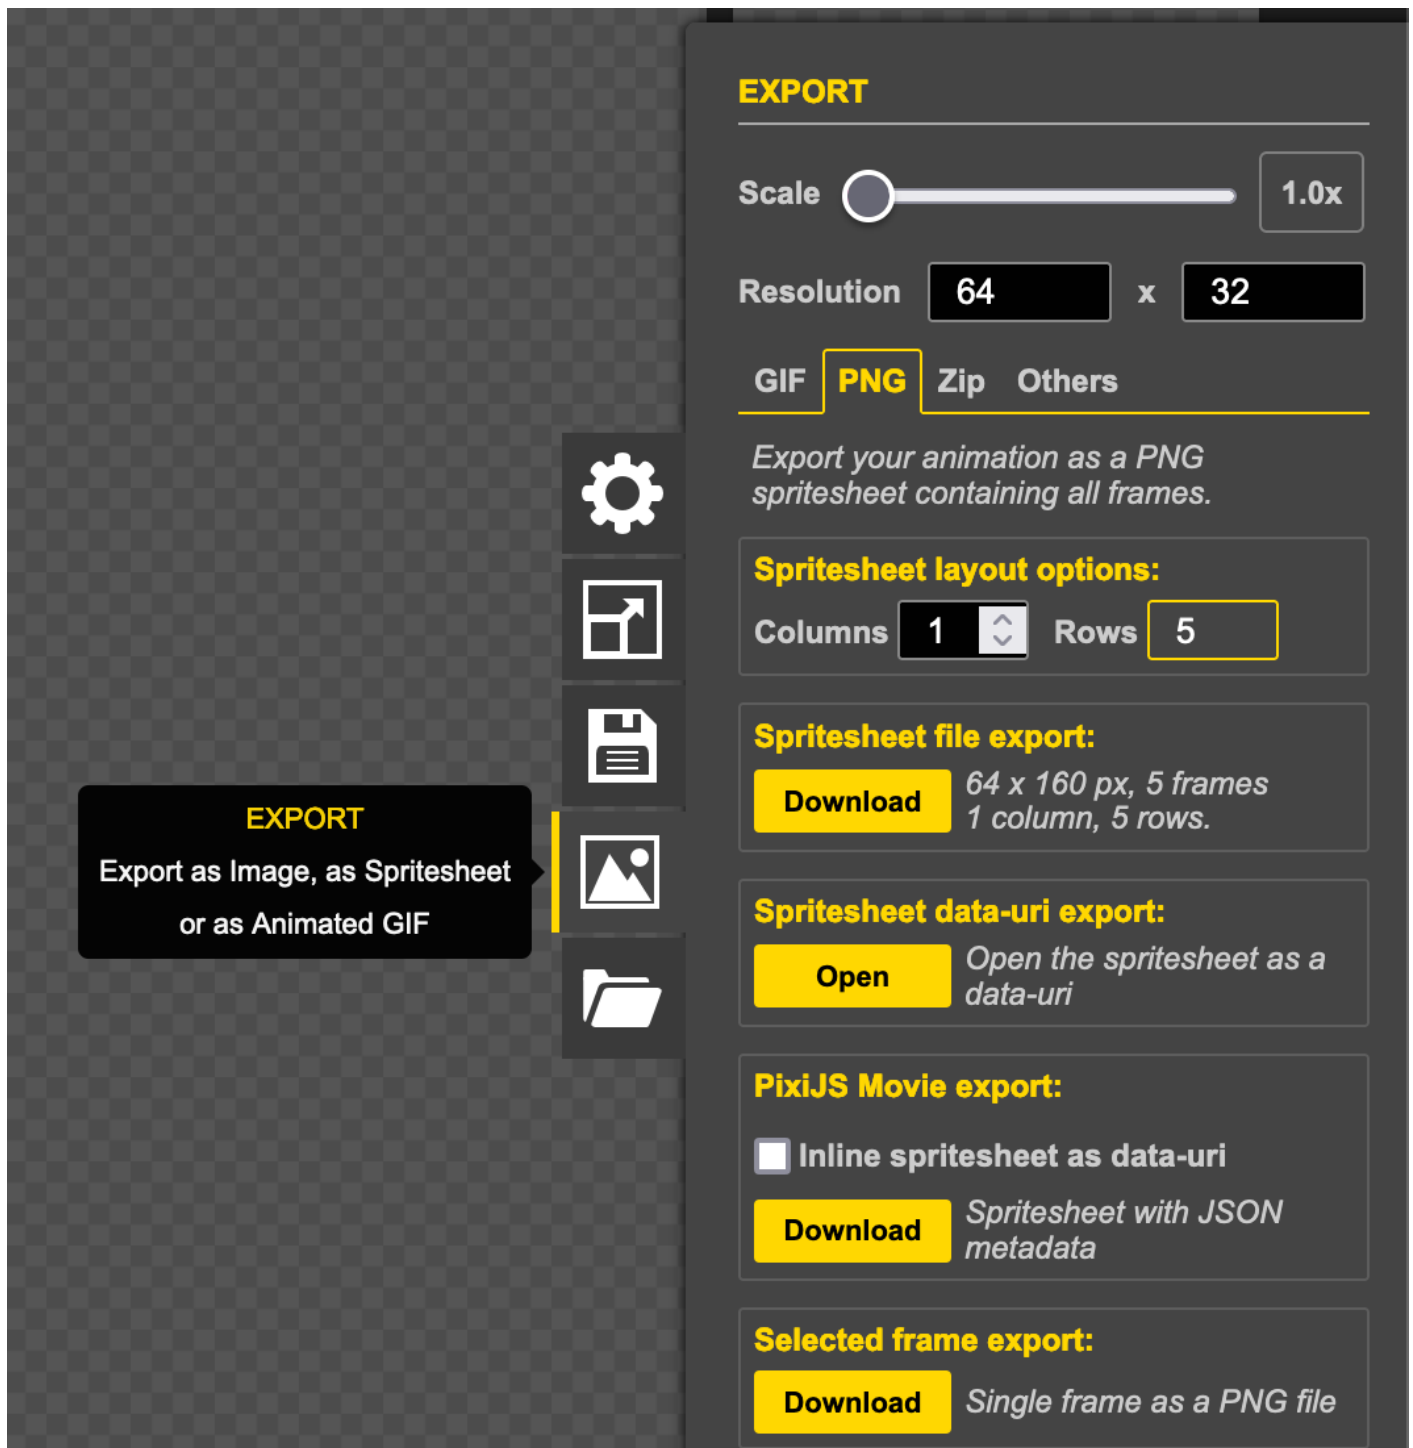 EXPORT
Scale 1.0x
Resolution 64 x 32
GIF PNG Zip Others
Export your animation as a PNG
spritesheet containing all frames.
Spritesheet layout options:
Columns 1 Rows 5
Spritesheet file export:
Download 64 x 160 px, 5 frames
1 column, 5 rows.
EXPORT
Export as Image, as Spritesheet
or as Animated GIF
Spritesheet data-uri export:
Open Open the spritesheet as a
data-uri
PixiJS Movie export:
Inline spritesheet as data-uri
Download Spritesheet with JSON
metadata
Selected frame export:
Download Single frame as a PNG file